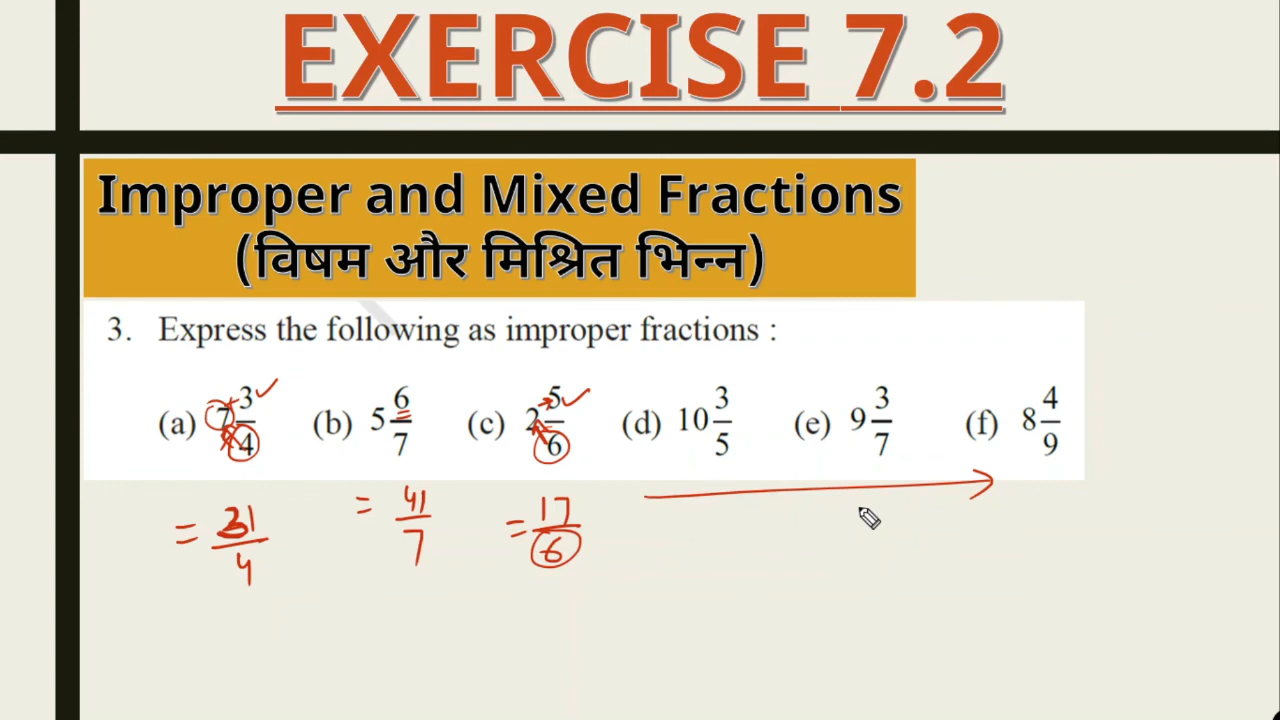 EXERCISE 7.2
Improper and Mixed Fractions
(विषम और मिश्रित भिन्न)
3. Express the following as improper fractions :
(a) 7 3/4 (b) 5 6/7 (c) 2 5/6 (d) 10 3/5 (e) 9 3/7 (f) 8 4/9
= 31/4 = 41/7 = 17/6